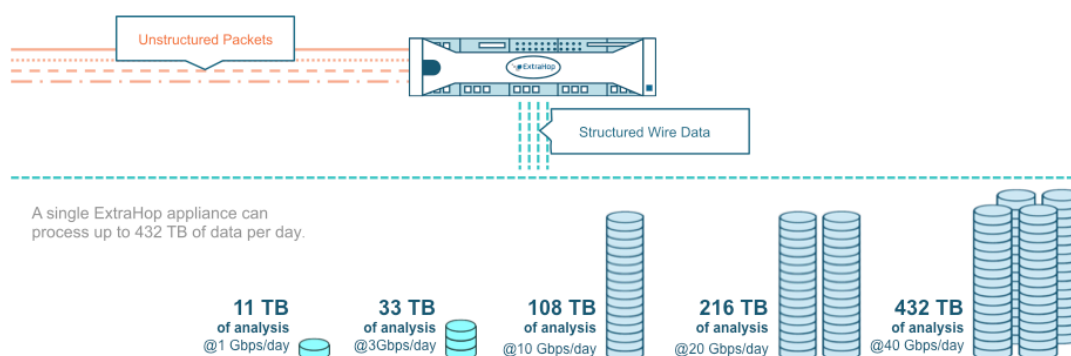 Unstructured Packets
ExtraHop
Structured Wire Data
A single ExtraHop appliance can
process up to 432 TB of data per day.
11 TB
of analysis
@1 Gbps/day
33 TB
of analysis
@3Gbps/day
108 TB
of analysis
@10 Gbps/day
216 TB
of analysis
@20 Gbps/day
432 TB
of analysis
@40 Gbps/day